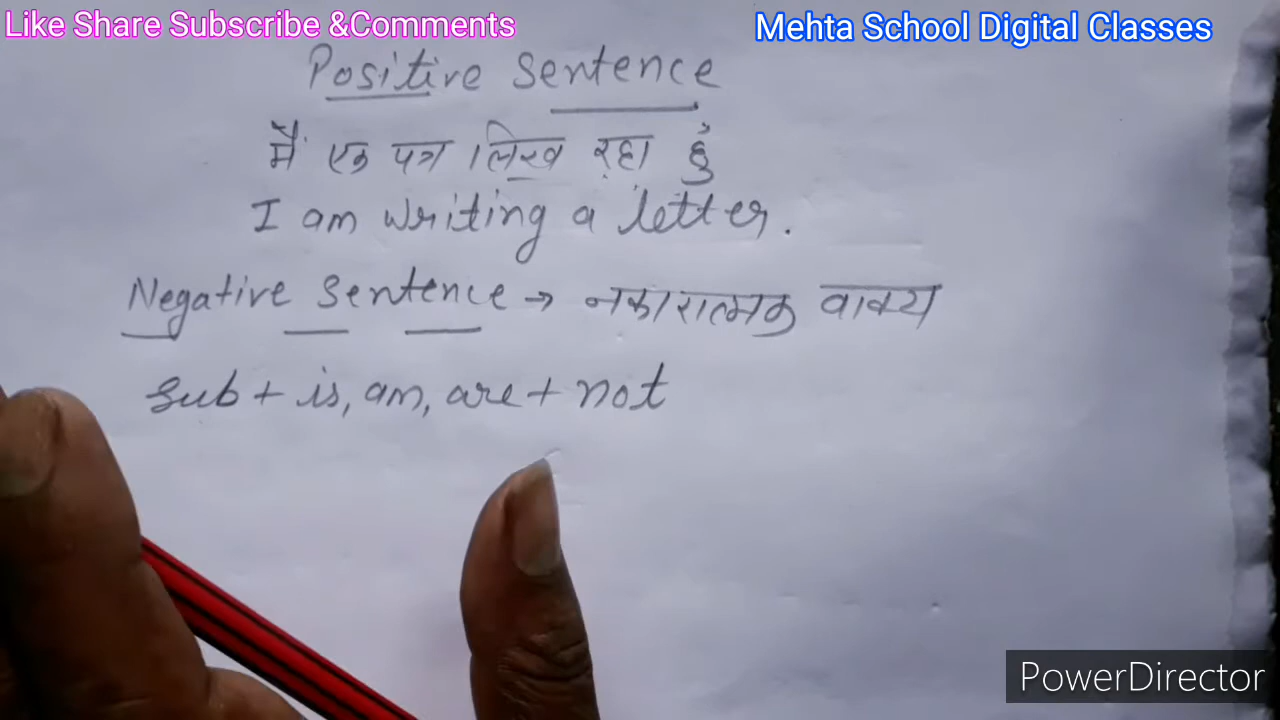 Like Share Subscribe &Comments
Mehta School Digital Classes
Positive Sentence
मैं एक पत्र लिख रहा हुँ
I am writing a letter.
Negative Sentence → नकारात्मक वाक्य
Sub + is, am, are + not
PowerDirector